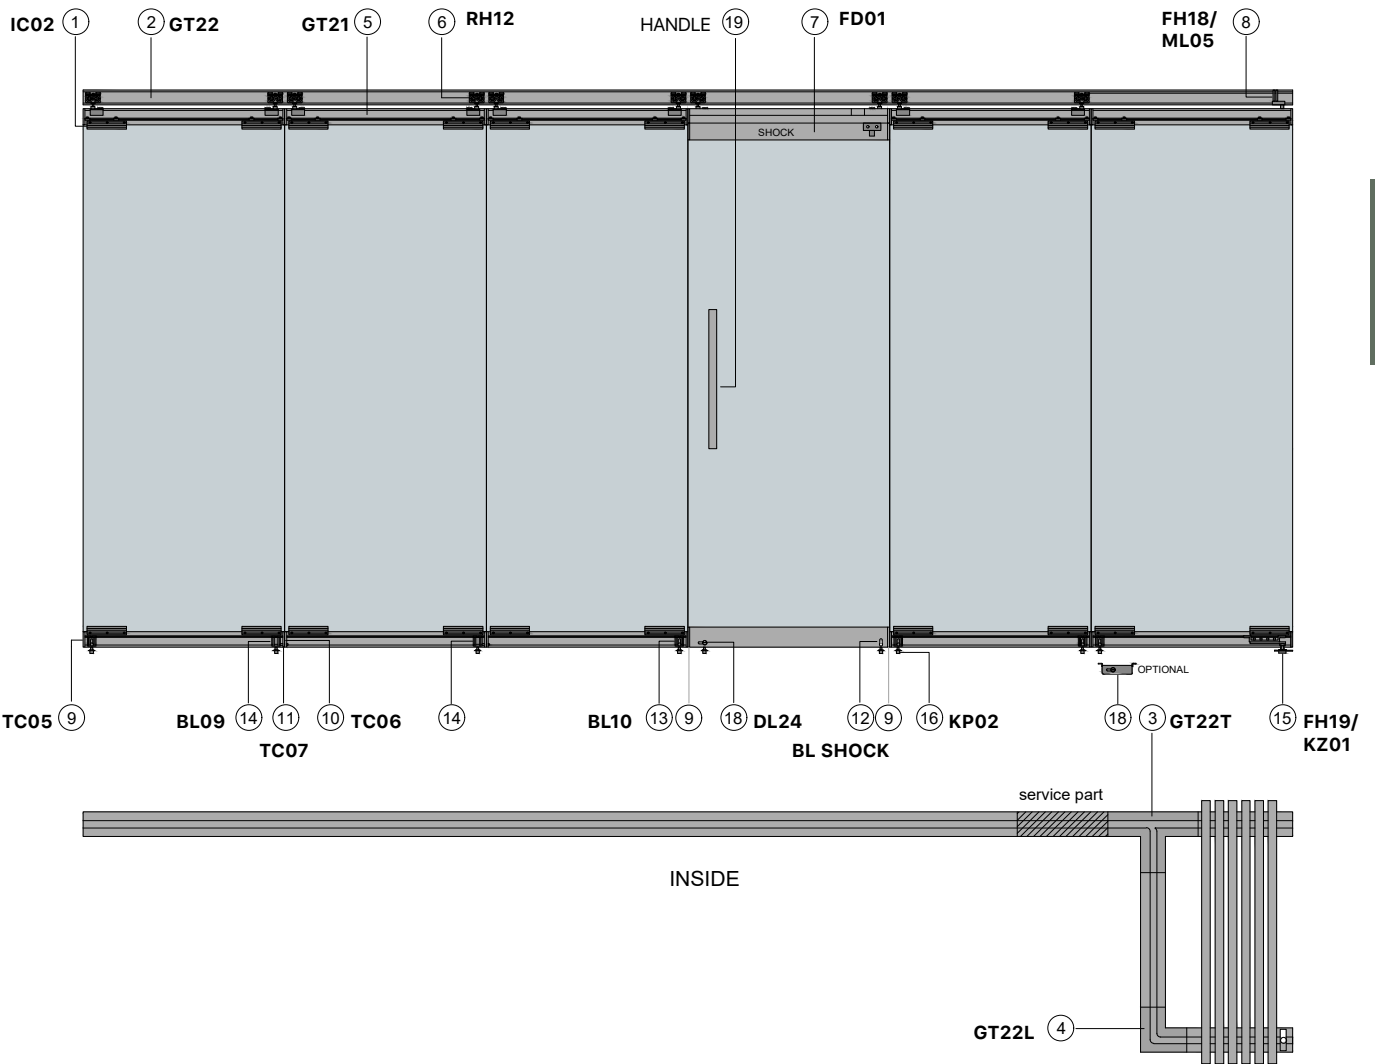 IC02 1
2 GT22
GT21 5
6 RH12
HANDLE 19
7 FD01
FH18/
ML05
8
SHOCK
OPTIONAL
TC05 9
BL09 14
11
TC07
10 TC06
14
BL10 13
9
18 DL24
12
BL SHOCK
9
16 KP02
18
3 GT22T
15 FH19/
KZ01
service part
INSIDE
GT22L 4